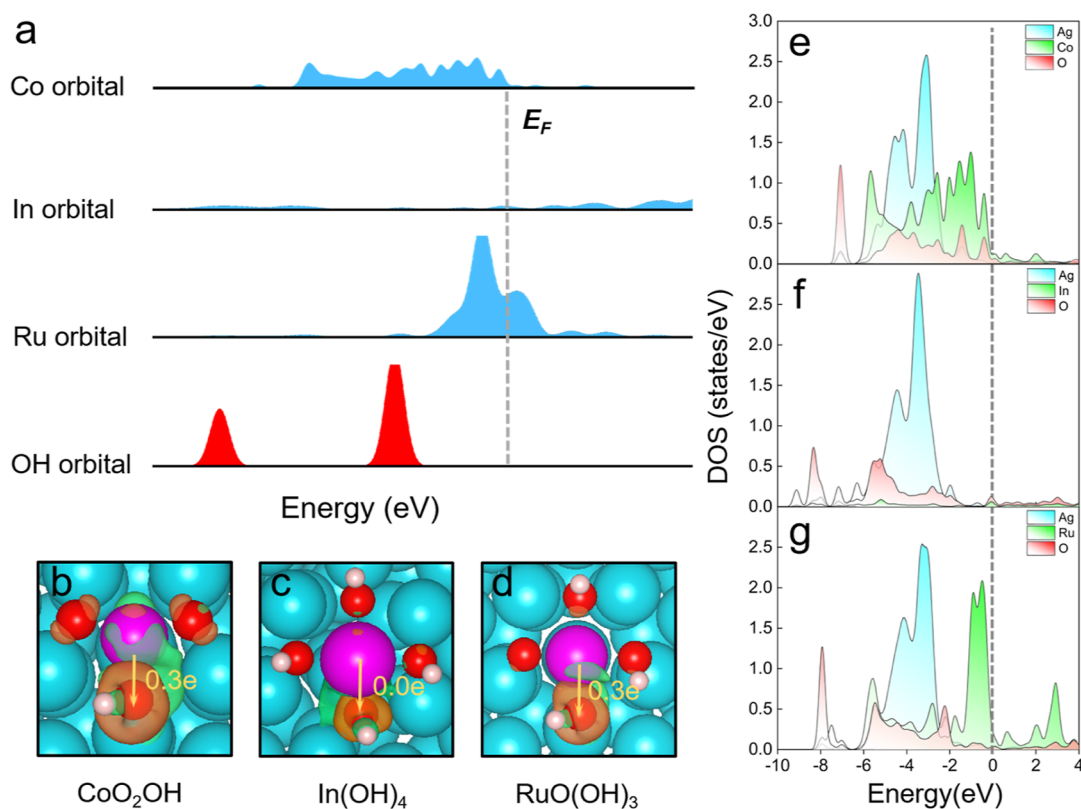 a
Co orbital
E_F
In orbital
Ru orbital
OH orbital
Energy (eV)
b
0.3e
CoO₂OH
c
0.0e
In(OH)₄
d
0.3e
RuO(OH)₃
DOS (states/eV)
e
Ag
Co
O
3.0
2.5
2.0
1.5
1.0
0.5
0.0
f
Ag
In
O
2.5
2.0
1.5
1.0
0.5
0.0
g
Ag
Ru
O
2.5
2.0
1.5
1.0
0.5
0.0
-10 -8 -6 -4 -2 0 2 4
Energy(eV)